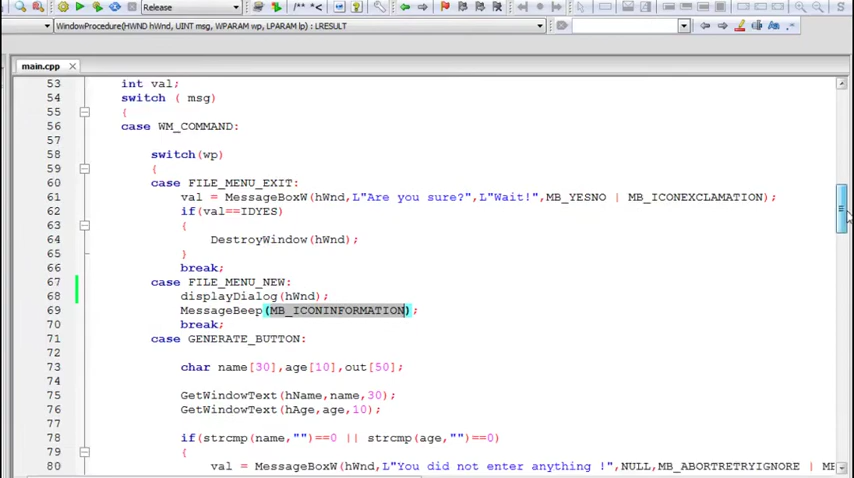 Release
/** *<
WindowProcedure(HWND hWnd, UINT msg, WPARAM wp, LPARAM lp) : LRESULT
main.cpp
53 int val;
54 switch ( msg)
55 {
56 case WM_COMMAND:
57
58 switch(wp)
59 {
60 case FILE_MENU_EXIT:
61 val = MessageBoxW(hWnd,L"Are you sure?",L"Wait!",MB_YESNO | MB_ICONEXCLAMATION);
62 if(val==IDYES)
63 {
64 DestroyWindow(hWnd);
65 }
66 break;
67 case FILE_MENU_NEW:
68 displayDialog(hWnd);
69 MessageBeep(MB_ICONINFORMATION);
70 break;
71 case GENERATE_BUTTON:
72
73 char name[30],age[10],out[50];
74
75 GetWindowText(hName,name,30);
76 GetWindowText(hAge,age,10);
77
78 if(strcmp(name,"")==0 || strcmp(age,"")==0)
79 {
80 val = MessageBoxW(hWnd,L"You did not enter anything !",NULL,MB_ABORTRETRYIGNORE | MB